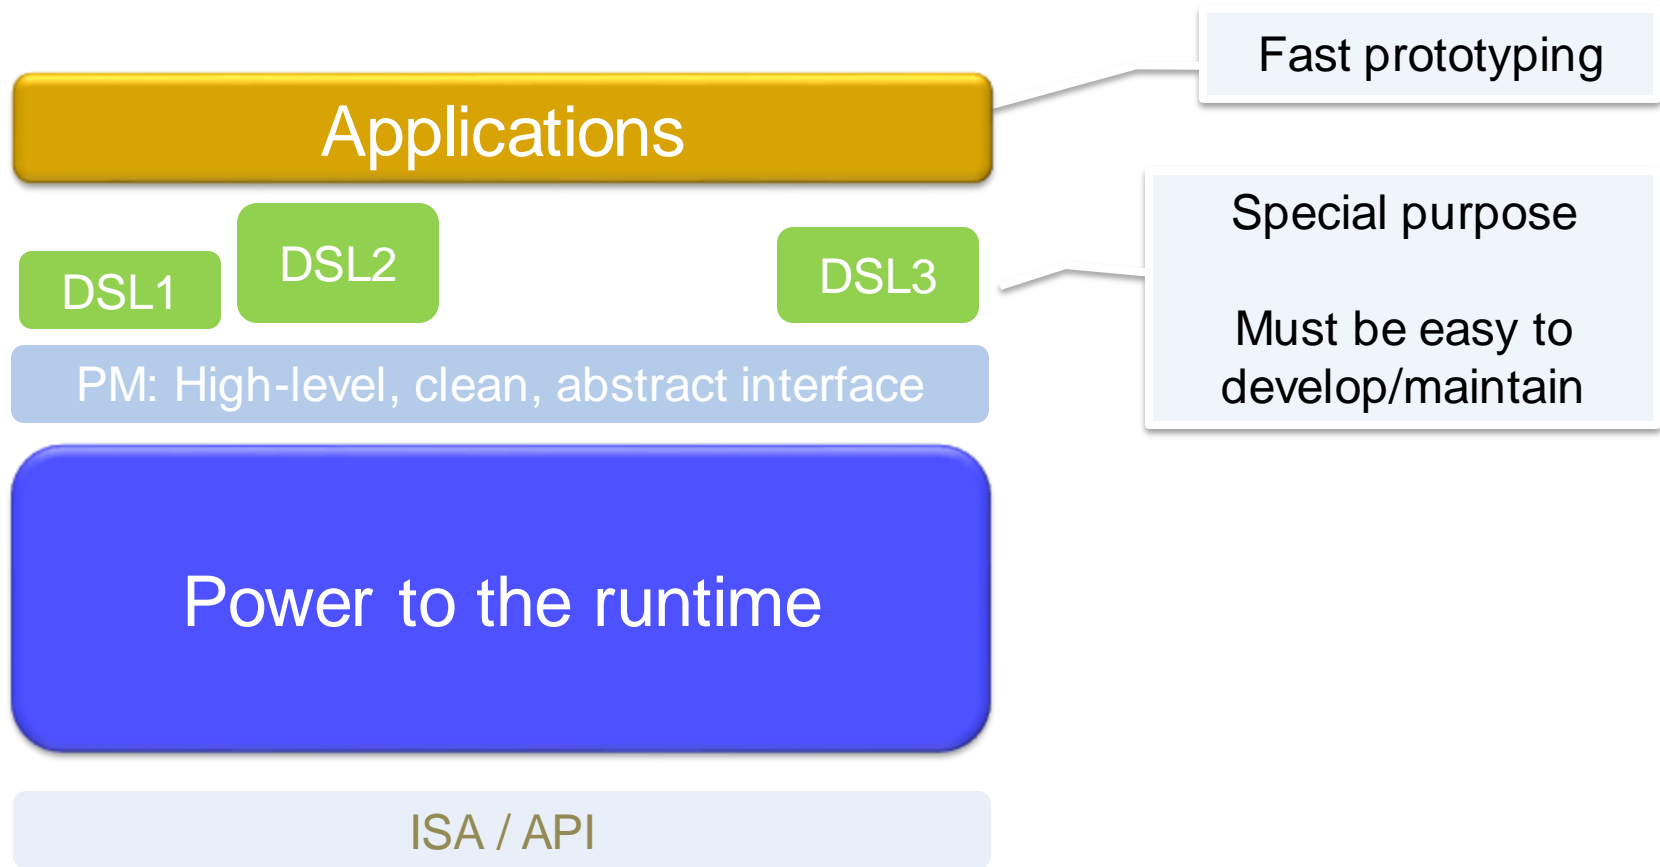 Fast prototyping
Applications
Special purpose
DSL1
DSL2
DSL3
Must be easy to
develop/maintain
PM: High-level, clean, abstract interface
Power to the runtime
ISA / API